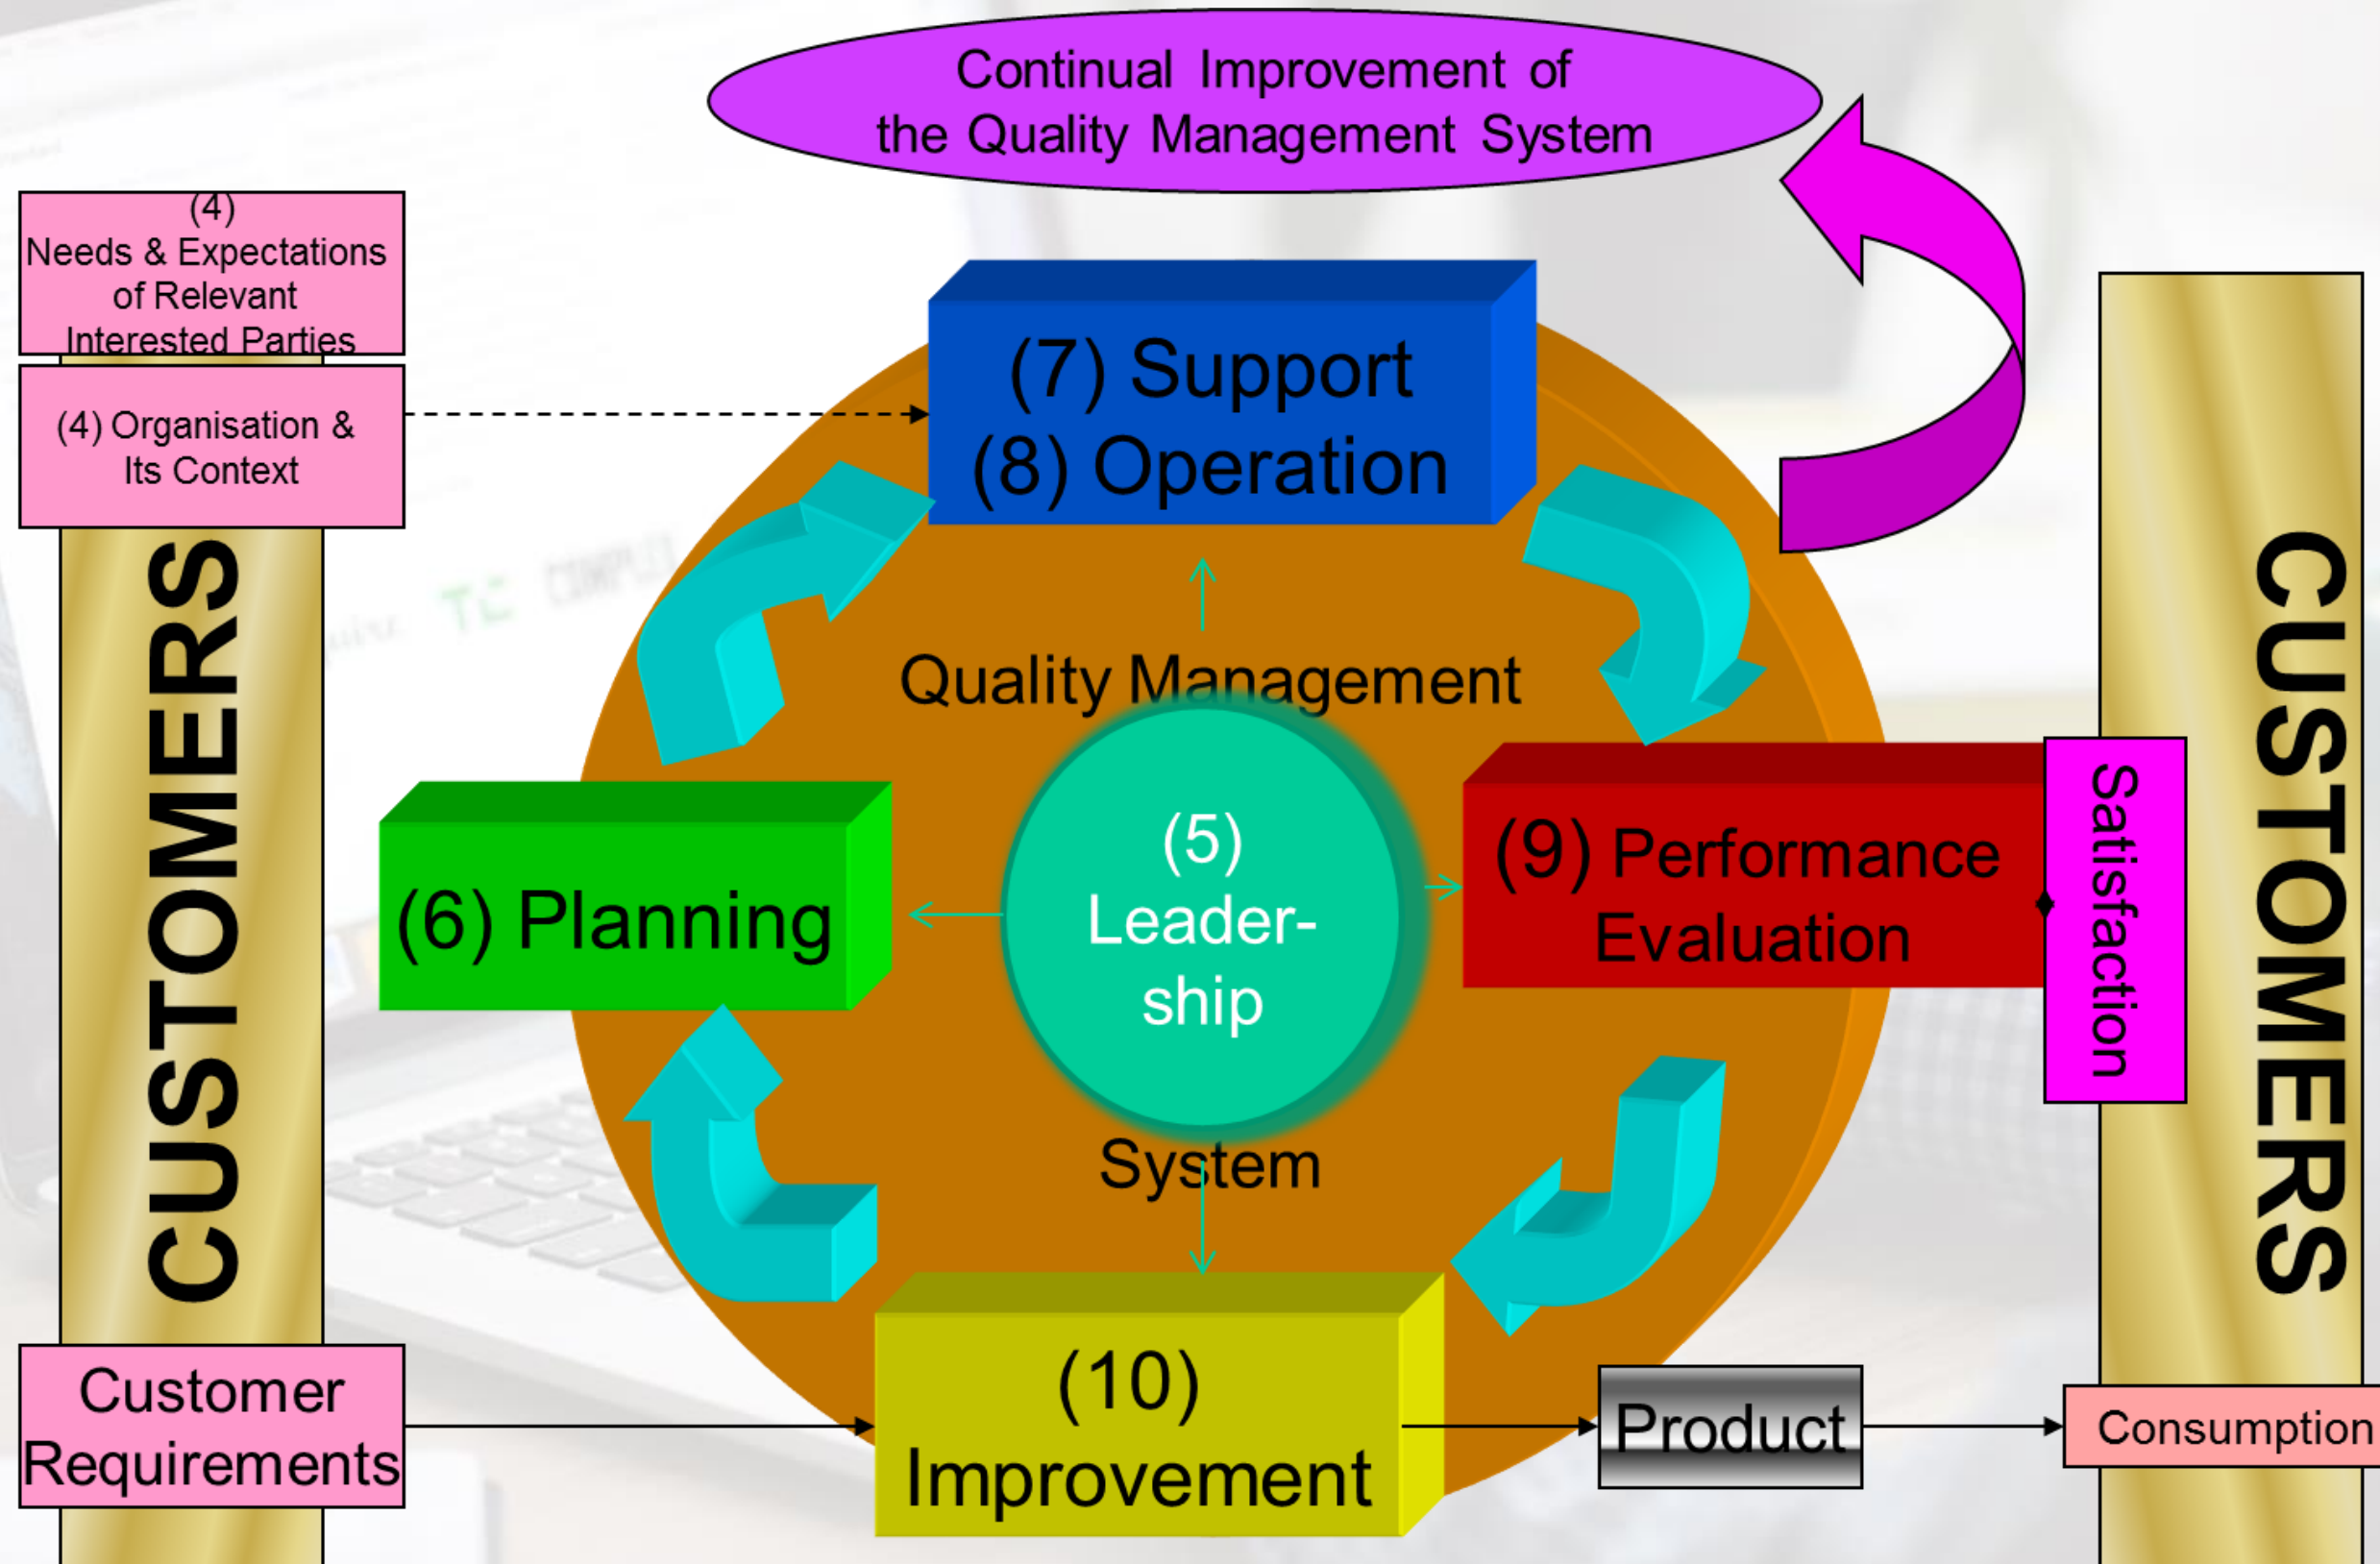 Continual Improvement of
the Quality Management System
(4)
Needs & Expectations
of Relevant
Interested Parties
(4) Organisation &
Its Context
CUSTOMERS
Customer
Requirements
(7) Support
(8) Operation
Quality Management
(5)
Leader-
ship
System
(6) Planning
(9) Performance
Evaluation
Satisfaction
CUSTOMERS
(10)
Improvement
Product
Consumption
TC